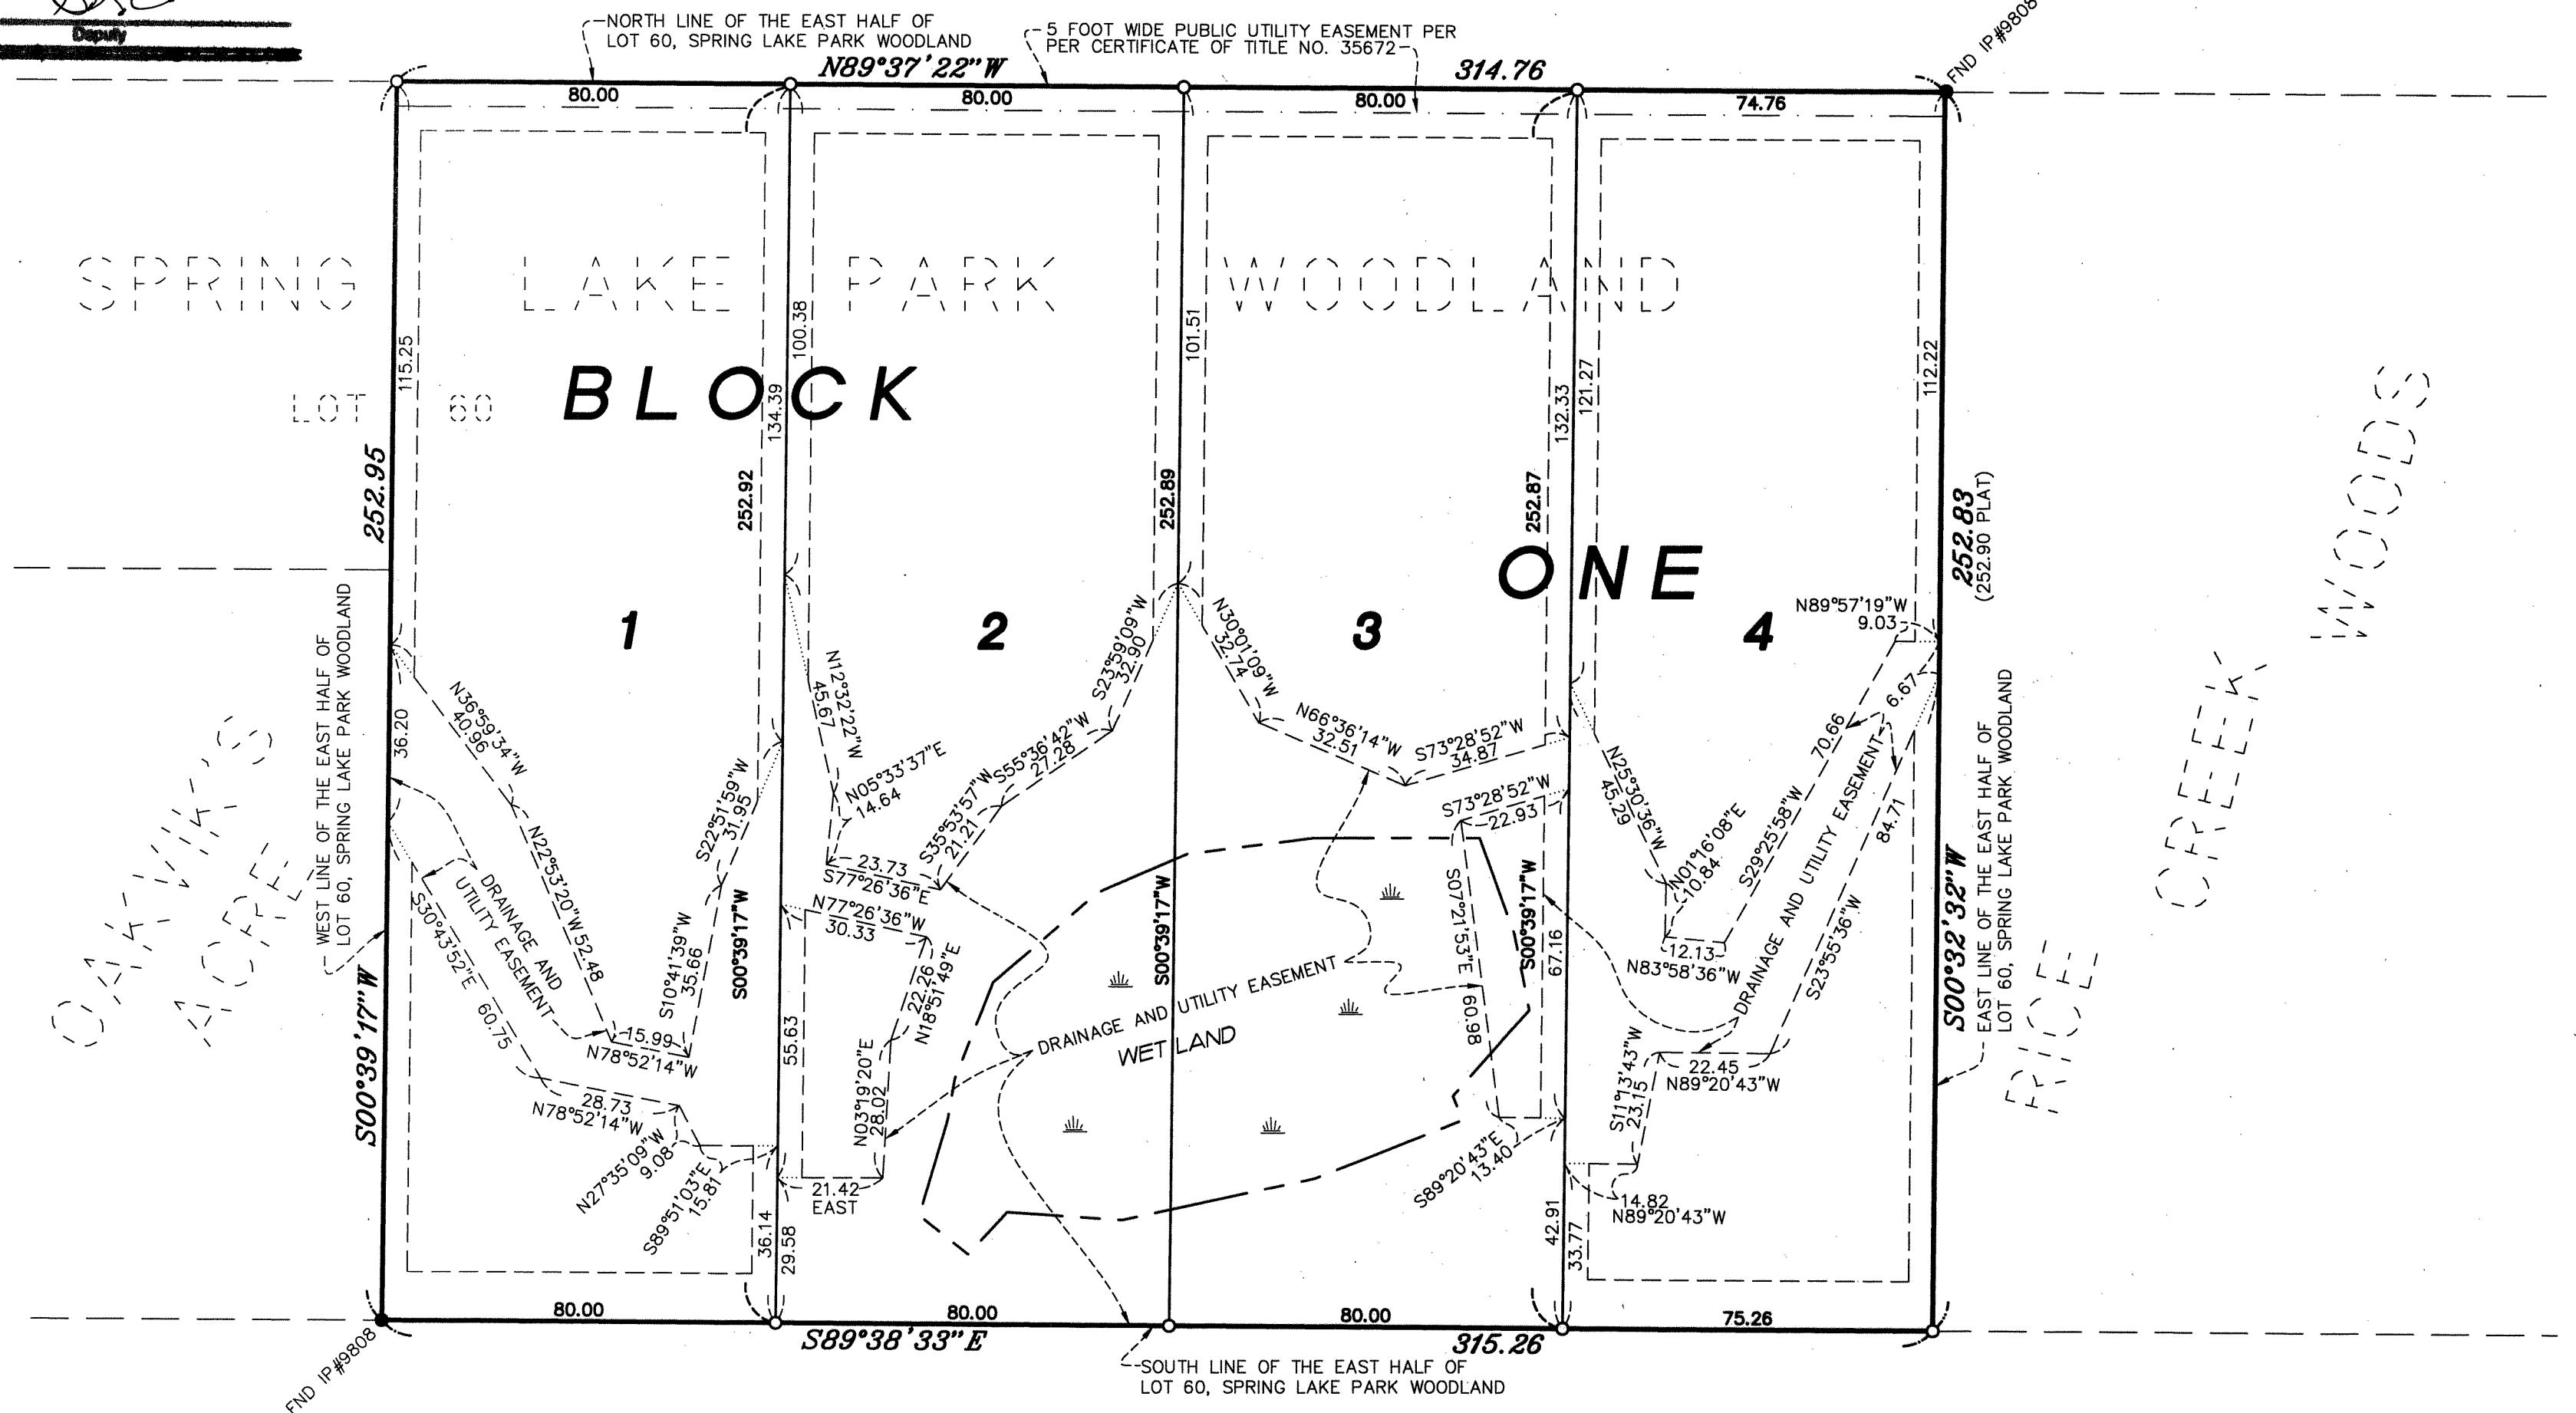 Deputy
NORTH LINE OF THE EAST HALF OF
LOT 60, SPRING LAKE PARK WOODLAND
5 FOOT WIDE PUBLIC UTILITY EASEMENT PER
PER CERTIFICATE OF TITLE NO. 35672
FND IP#9808
N89°37'22"W
314.76
80.00
80.00
80.00
74.76
SPRING LAKE PARK WOODLAND
LOT 60
BLOCK
ONE
1
2
3
4
115.25
100.38
134.39
101.51
132.33
121.27
112.22
252.95
252.92
252.89
252.87
252.83
(252.90 PLAT)
WEST LINE OF THE EAST HALF OF
LOT 60, SPRING LAKE PARK WOODLAND
36.20
N36°59'34"W
40.96
N22°53'20"W 52.48
S22°51'59"W
31.95
S10°41'39"W
35.66
15.99
N78°52'14"W
S30°43'52"E 60.75
DRAINAGE AND
UTILITY EASEMENT
28.73
N78°52'14"W
N27°35'09"W
9.08
S89°51'03"E
15.81
36.14
29.58
S00°39'17"W
S00°39'17"W
N12°32'22"W
45.67
N05°33'37"E
14.64
23.73
S77°26'36"E
S35°53'57"W
21.21
S55°36'42"W
27.28
S23°59'09"W
32.90
N77°26'36"W
30.33
22.26
N18°51'49"E
N03°19'20"E
28.02
55.63
21.42
EAST
DRAINAGE AND UTILITY EASEMENT
WET LAND
S00°39'17"W
N30°01'09"W
32.74
N66°36'14"W
32.51
S73°28'52"W
34.87
S73°28'52"W
22.93
S07°21'53"E
60.98
S00°39'17"W
67.16
S89°20'43"E
13.40
42.91
33.77
N25°30'36"W
45.29
N01°16'08"E
10.84
12.13
N83°58'36"W
S29°25'58"W
70.66
N89°57'19"W
9.03
6.67
84.71
S23°55'36"W
DRAINAGE AND UTILITY EASEMENT
22.45
N89°20'43"W
S11°13'43"W
23.15
14.82
N89°20'43"W
S00°32'32"W
EAST LINE OF THE EAST HALF OF
LOT 60, SPRING LAKE PARK WOODLAND
OAKVIK'S
ACRE
RICE CREEK WOODS
80.00
80.00
80.00
75.26
S89°38'33"E
315.26
FND IP#9808
SOUTH LINE OF THE EAST HALF OF
LOT 60, SPRING LAKE PARK WOODLAND